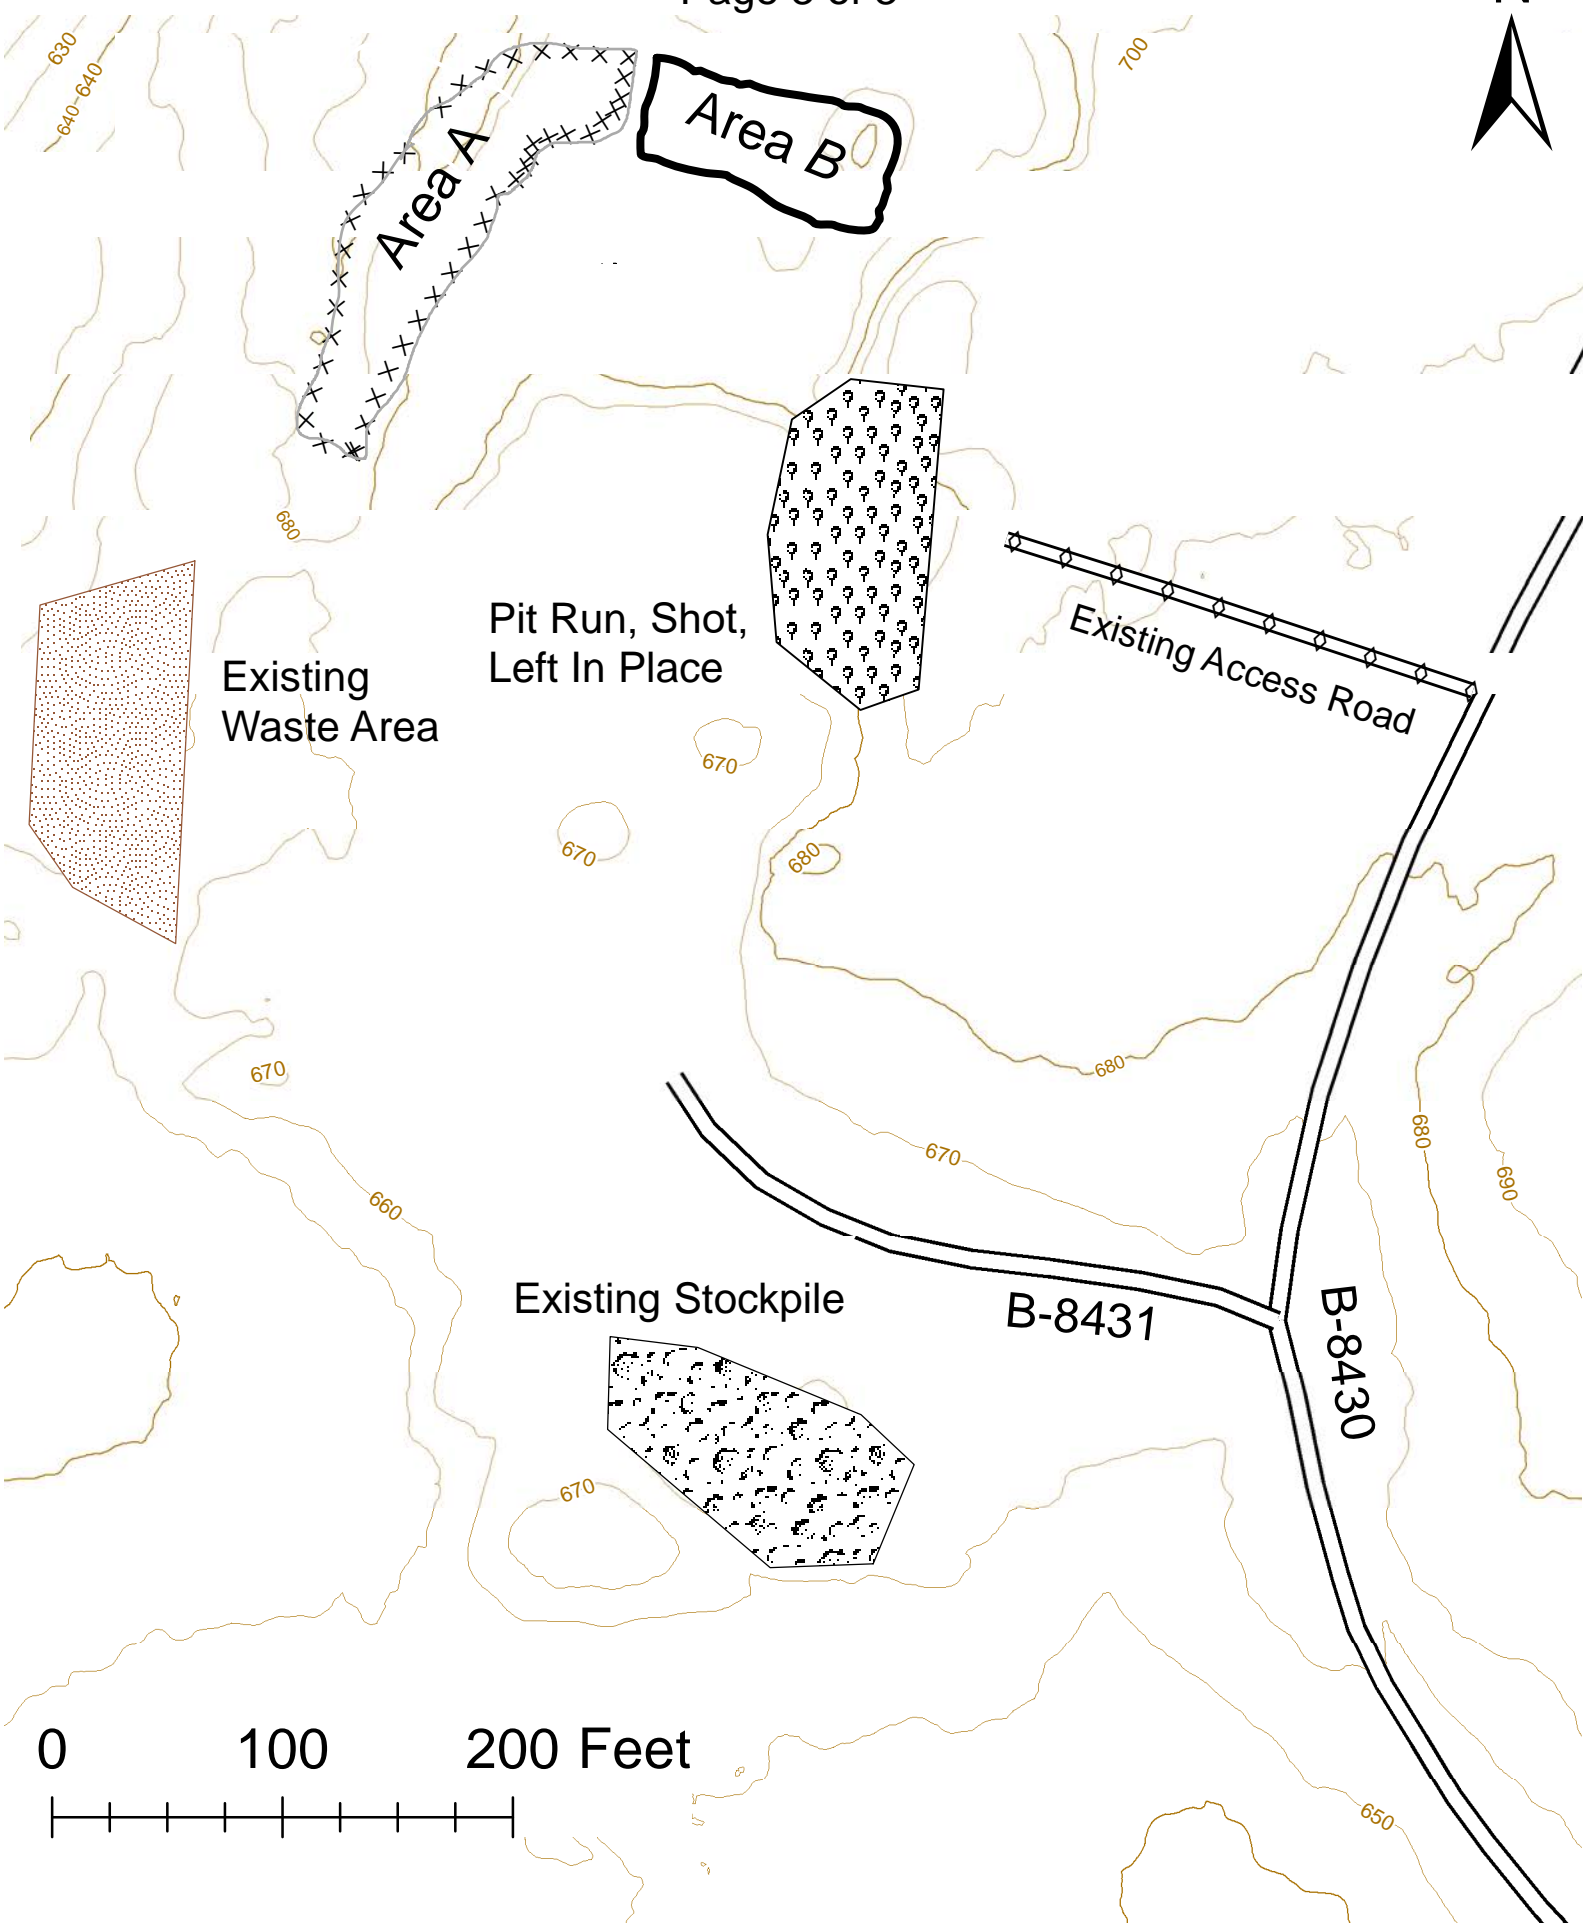 630
640
640
700
Area A
Area B
680
Pit Run, Shot,
Left In Place
Existing
Waste Area
Existing Access Road
670
670
680
670
680
670
680
690
660
Existing Stockpile
B-8431
B-8430
670
0 100 200 Feet
650